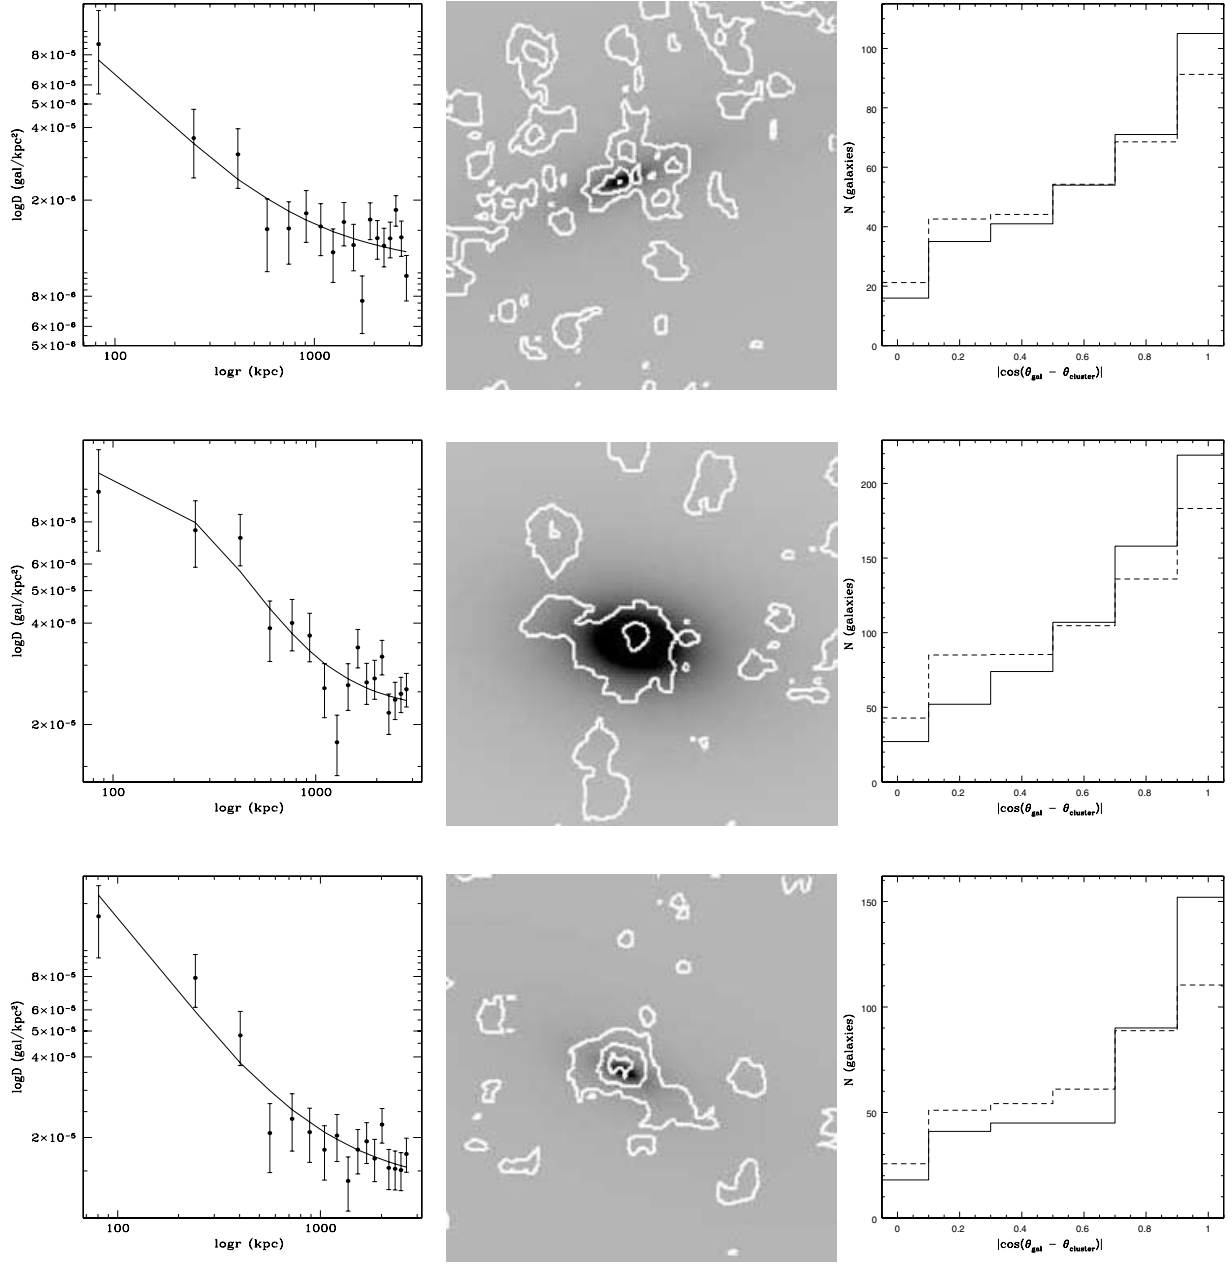 8×10⁻⁵
6×10⁻⁵
5×10⁻⁵
4×10⁻⁵
2×10⁻⁵
8×10⁻⁶
6×10⁻⁶
5×10⁻⁶
logD (gal/kpc²)
100 1000
logr (kpc)
100
80
60
40
20
0
N (galaxies)
0 0.2 0.4 0.6 0.8 1
|cos(θgal − θcluster)|
8×10⁻⁵
6×10⁻⁵
5×10⁻⁵
4×10⁻⁵
2×10⁻⁵
logD (gal/kpc²)
100 1000
logr (kpc)
200
150
100
50
0
N (galaxies)
0 0.2 0.4 0.6 0.8 1
|cos(θgal − θcluster)|
8×10⁻⁵
6×10⁻⁵
5×10⁻⁵
4×10⁻⁵
2×10⁻⁵
logD (gal/kpc²)
100 1000
logr (kpc)
150
100
50
0
N (galaxies)
0 0.2 0.4 0.6 0.8 1
|cos(θgal − θcluster)|